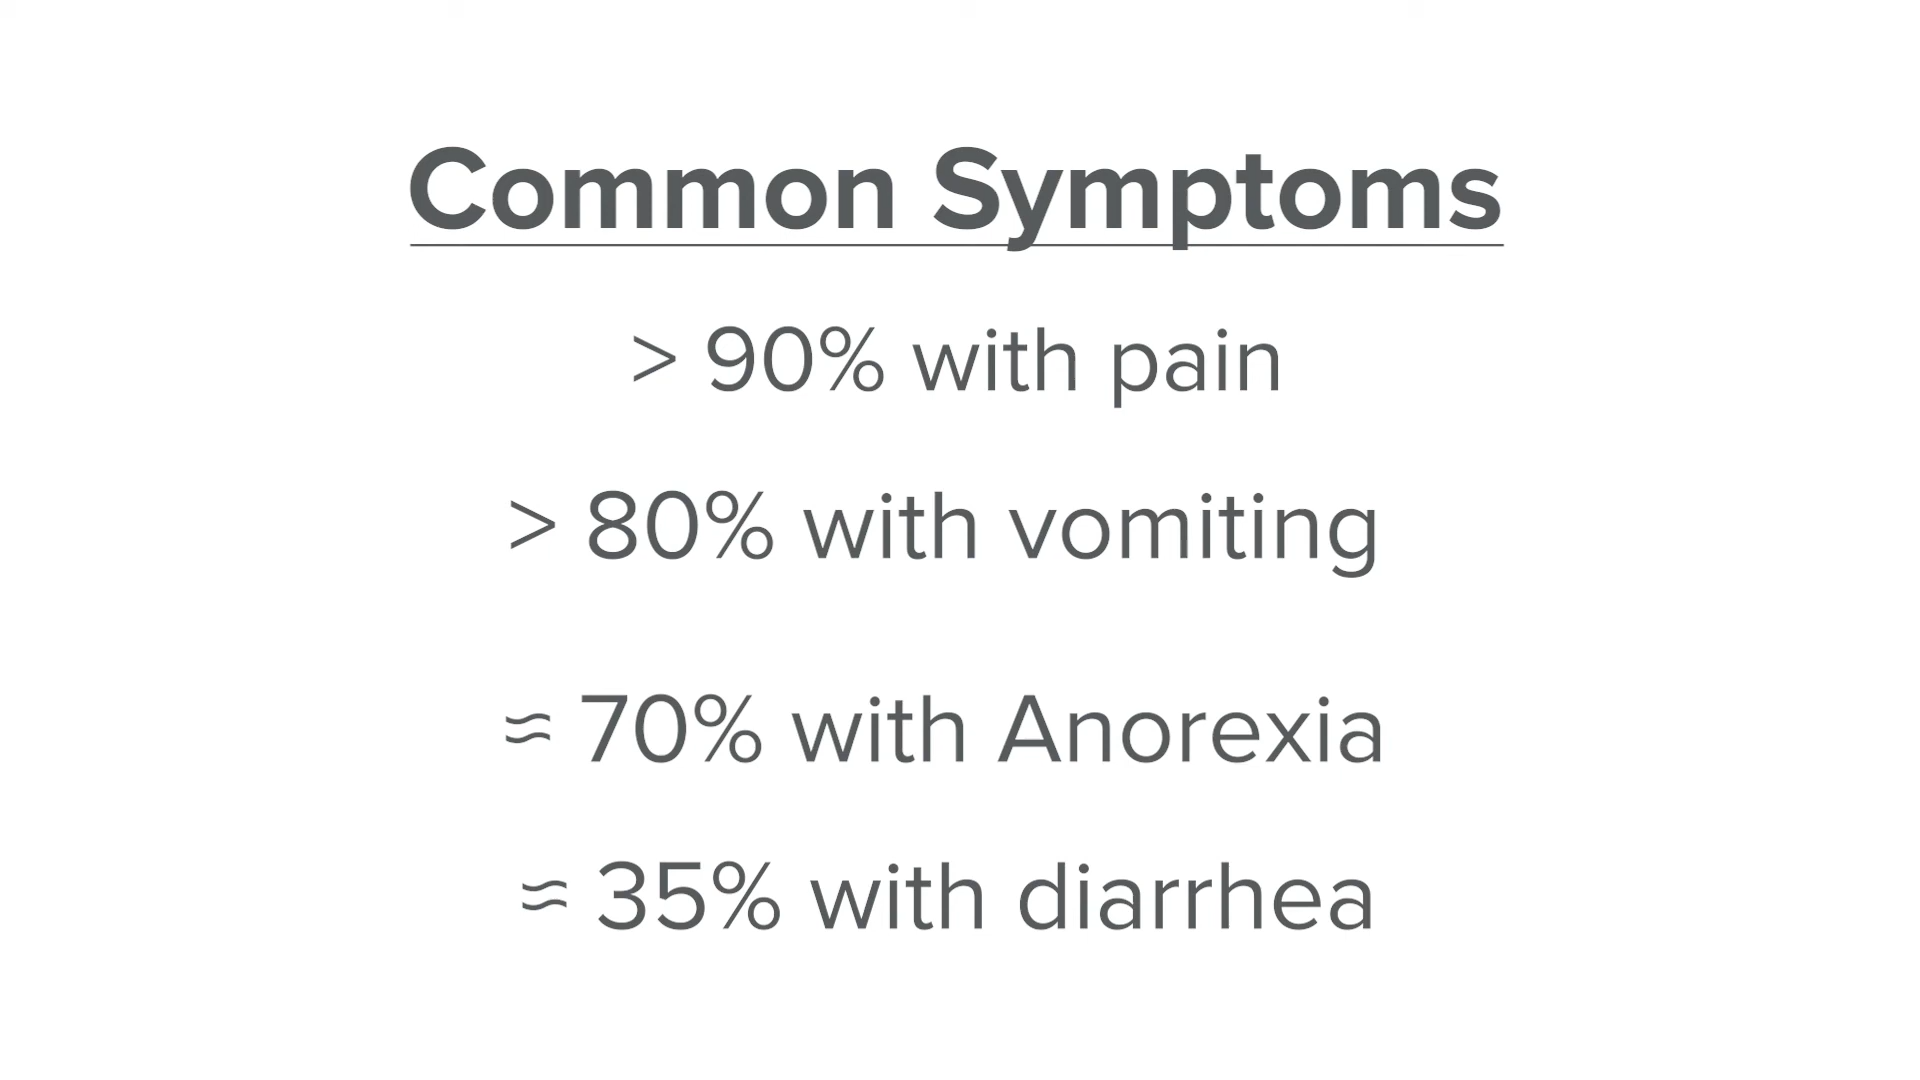 Common Symptoms
> 90% with pain
> 80% with vomiting
≈ 70% with Anorexia
≈ 35% with diarrhea